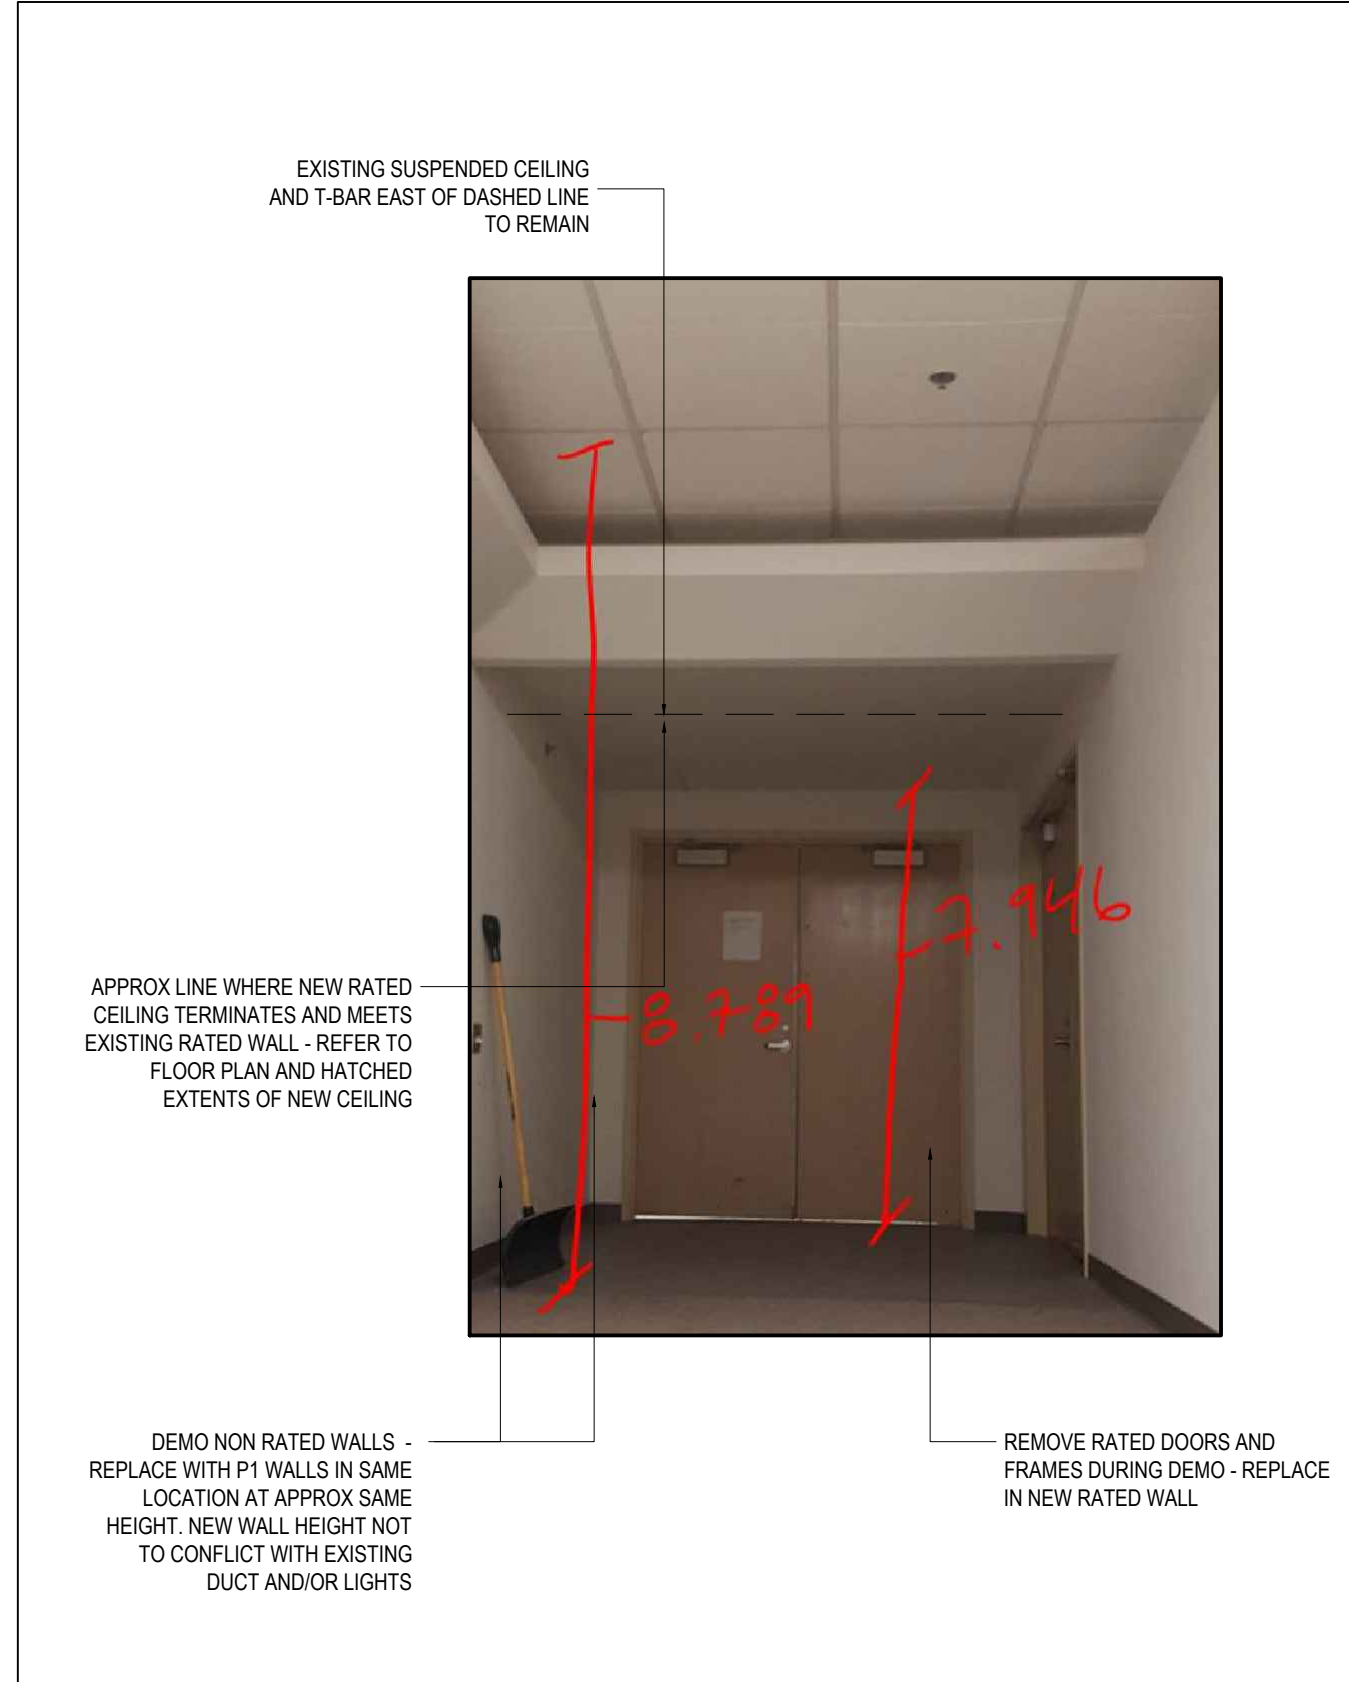 EXISTING SUSPENDED CEILING
AND T-BAR EAST OF DASHED LINE
TO REMAIN
7.946
8.789
APPROX LINE WHERE NEW RATED
CEILING TERMINATES AND MEETS
EXISTING RATED WALL - REFER TO
FLOOR PLAN AND HATCHED
EXTENTS OF NEW CEILING
DEMO NON RATED WALLS -
REPLACE WITH P1 WALLS IN SAME
LOCATION AT APPROX SAME
HEIGHT. NEW WALL HEIGHT NOT
TO CONFLICT WITH EXISTING
DUCT AND/OR LIGHTS
REMOVE RATED DOORS AND
FRAMES DURING DEMO - REPLACE
IN NEW RATED WALL